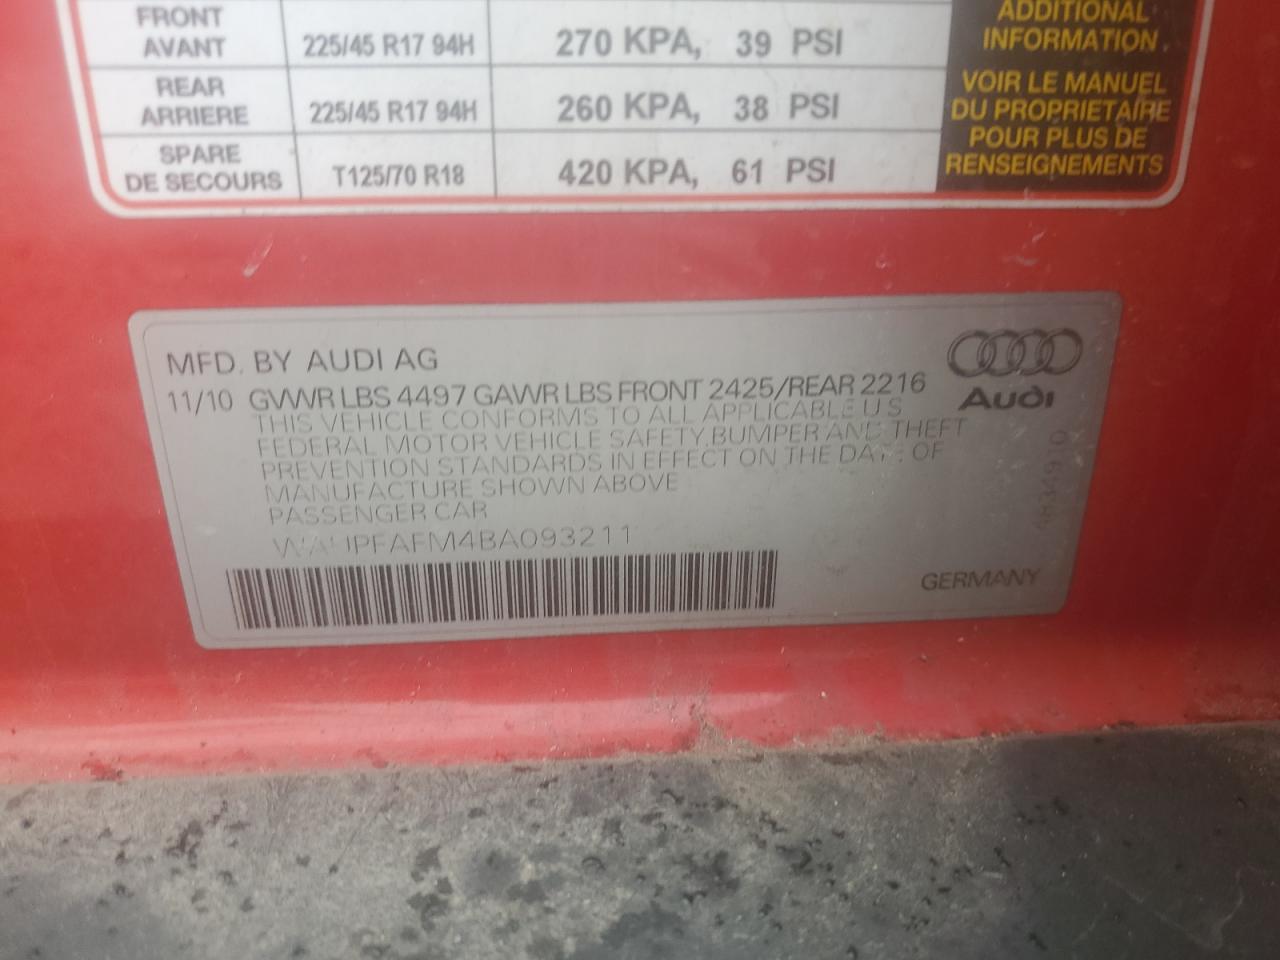 FRONT
AVANT
225/45 R17 94H
270 KPA, 39 PSI
REAR
ARRIERE
225/45 R17 94H
260 KPA, 38 PSI
SPARE
DE SECOURS
T125/70 R18
420 KPA, 61 PSI
ADDITIONAL
INFORMATION
VOIR LE MANUEL
DU PROPRIETAIRE
POUR PLUS DE
RENSEIGNEMENTS
MFD. BY AUDI AG
11/10 GVWR LBS 4497 GAWR LBS FRONT 2425/REAR 2216
THIS VEHICLE CONFORMS TO ALL APPLICABLE U S
FEDERAL MOTOR VEHICLE SAFETY, BUMPER AND THEFT
PREVENTION STANDARDS IN EFFECT ON THE DATE OF
MANUFACTURE SHOWN ABOVE
PASSENGER CAR
Audi
GERMANY